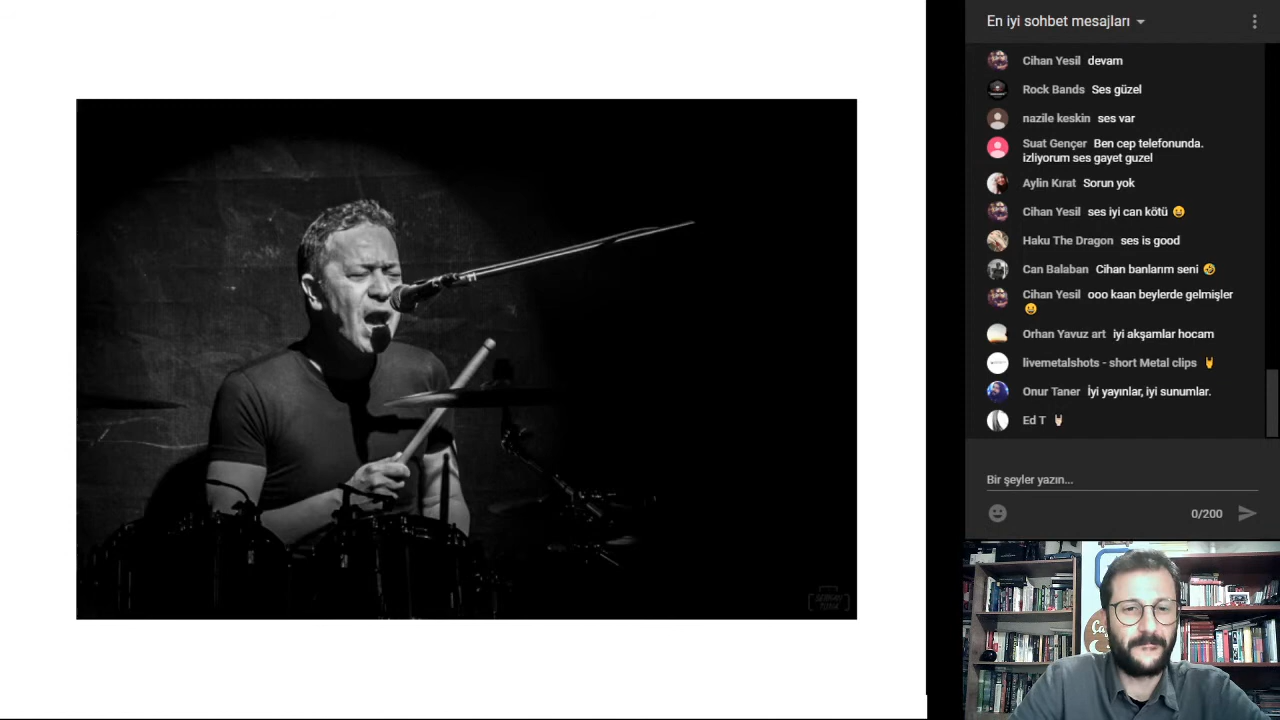 En iyi sohbet mesajları
Cihan Yesil devam
Rock Bands Ses güzel
nazile keskin ses var
Suat Gençer Ben cep telefonunda.
izliyorum ses gayet guzel
Aylin Kırat Sorun yok
Cihan Yesil ses iyi can kötü 😆
Haku The Dragon ses is good
Can Balaban Cihan banlarım seni 🤣
Cihan Yesil ooo kaan beylerde gelmişler
😆
Orhan Yavuz art iyi akşamlar hocam
livemetalshots - short Metal clips 🤘
Onur Taner İyi yayınlar, iyi sunumlar.
Ed T 🤘🏻
Bir şeyler yazın...
0/200
SERKAN
TUNA